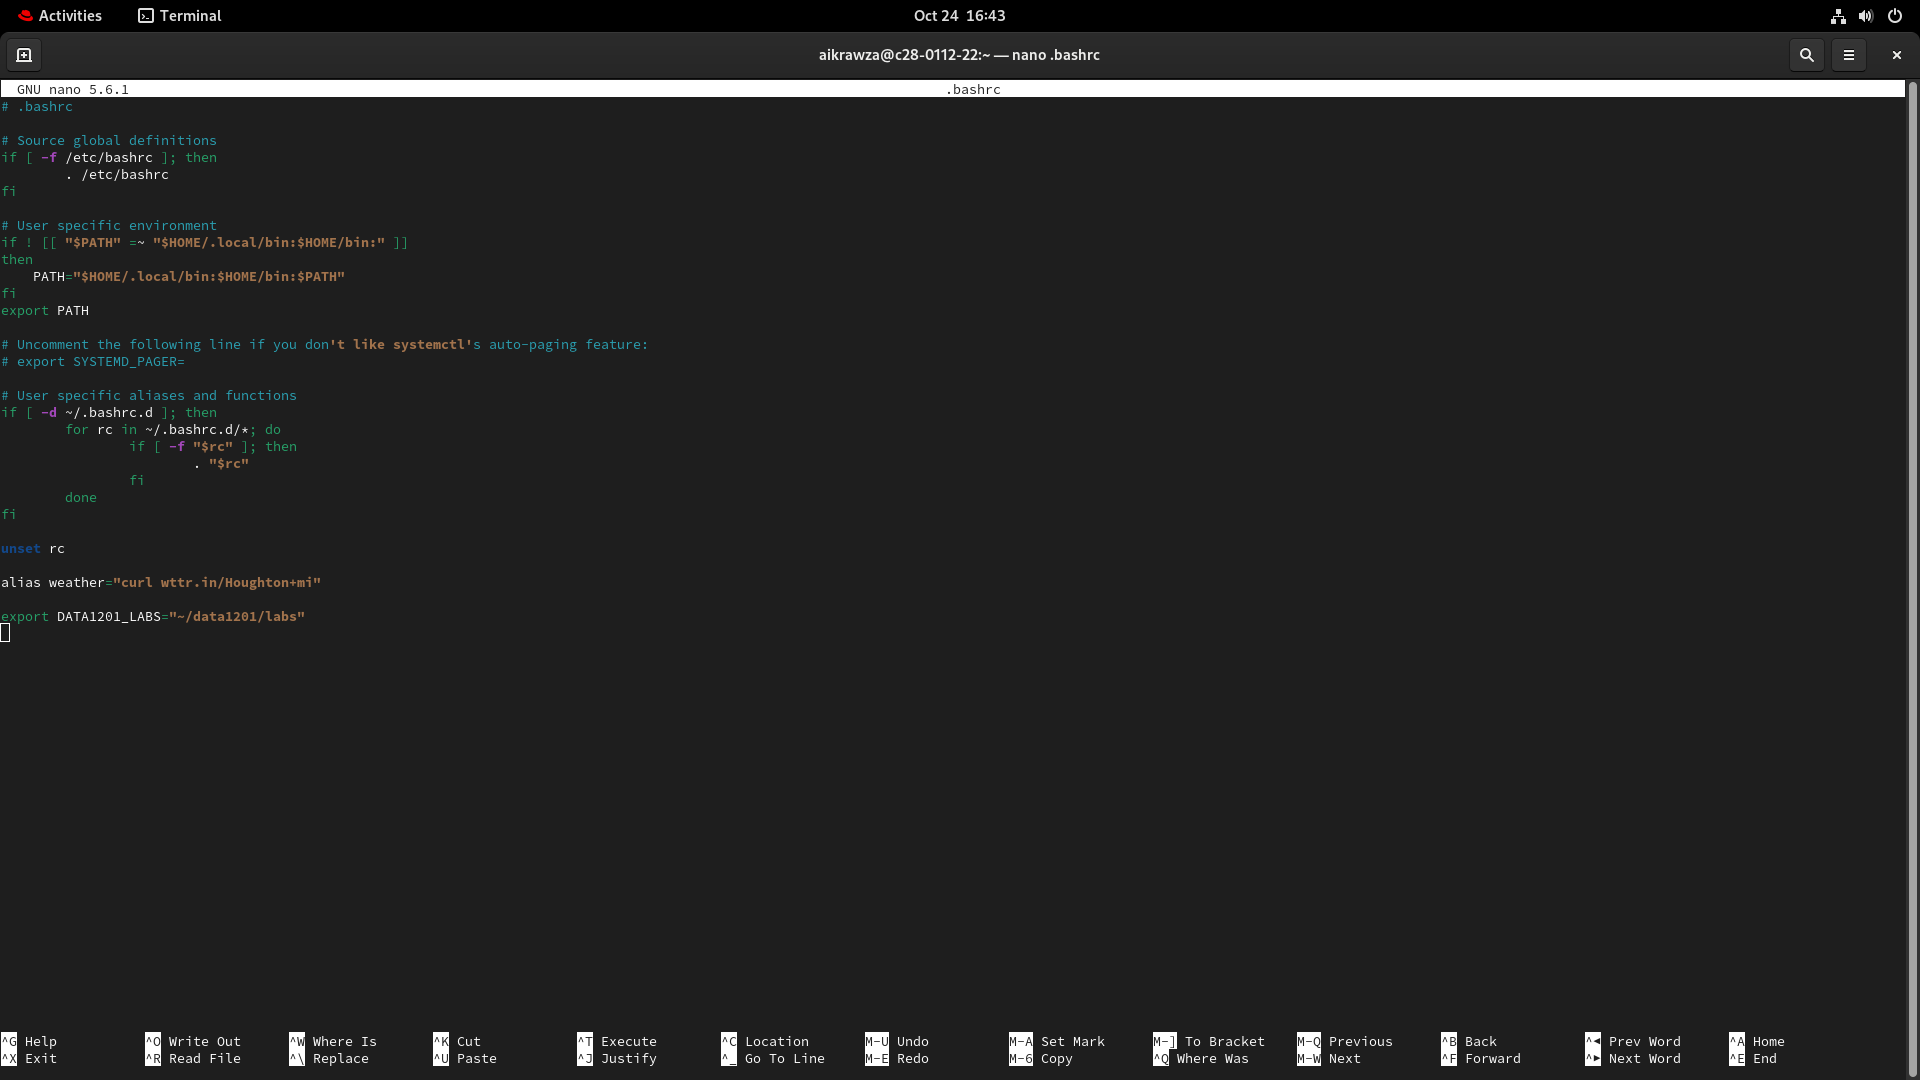 Activities Terminal Oct 24 16:43
aikrawza@c28-0112-22:~ — nano .bashrc
GNU nano 5.6.1 .bashrc
# .bashrc
# Source global definitions
if [ -f /etc/bashrc ]; then
. /etc/bashrc
fi
# User specific environment
if ! [[ "$PATH" =~ "$HOME/.local/bin:$HOME/bin:" ]]
then
PATH="$HOME/.local/bin:$HOME/bin:$PATH"
fi
export PATH
# Uncomment the following line if you don't like systemctl's auto-paging feature:
# export SYSTEMD_PAGER=
# User specific aliases and functions
if [ -d ~/.bashrc.d ]; then
for rc in ~/.bashrc.d/*; do
if [ -f "$rc" ]; then
. "$rc"
fi
done
fi
unset rc
alias weather="curl wttr.in/Houghton+mi"
export DATA1201_LABS="~/data1201/labs"
^G Help ^O Write Out ^W Where Is ^K Cut ^T Execute ^C Location M-U Undo M-A Set Mark M-] To Bracket M-Q Previous ^B Back ^◄ Prev Word ^A Home
^X Exit ^R Read File ^\ Replace ^U Paste ^J Justify ^_ Go To Line M-E Redo M-6 Copy ^Q Where Was M-W Next ^F Forward ^► Next Word ^E End